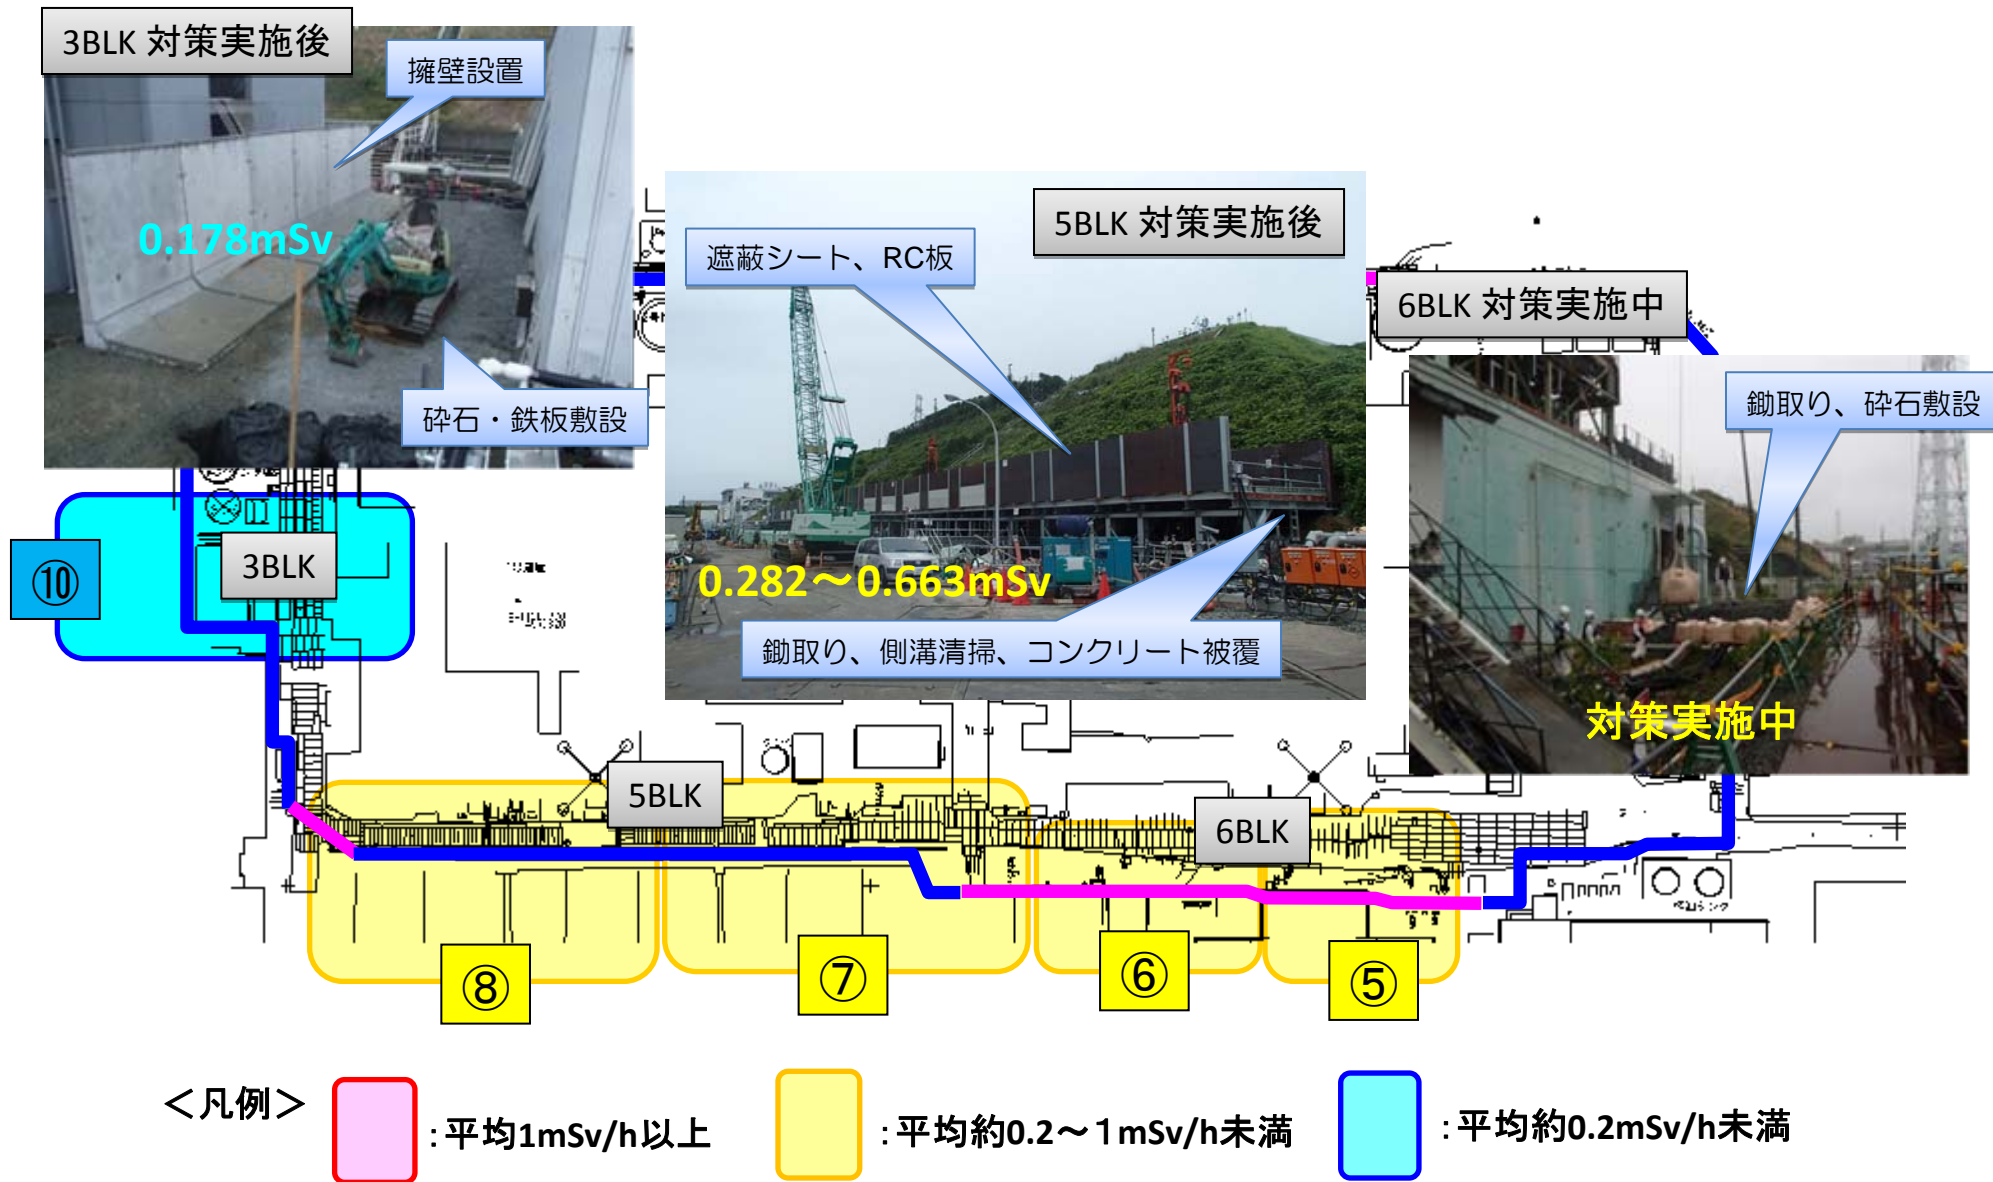 3BLK 対策実施後
擁壁設置
0.178mSv
砕石・鉄板敷設
5BLK 対策実施後
遮蔽シート、RC板
0.282～0.663mSv
鋤取り、側溝清掃、コンクリート被覆
6BLK 対策実施中
鋤取り、砕石敷設
対策実施中
⑩
3BLK
5BLK
6BLK
⑧
⑦
⑥
⑤
＜凡例＞
：平均1mSv/h以上
：平均約0.2～１mSv/h未満
：平均約0.2mSv/h未満